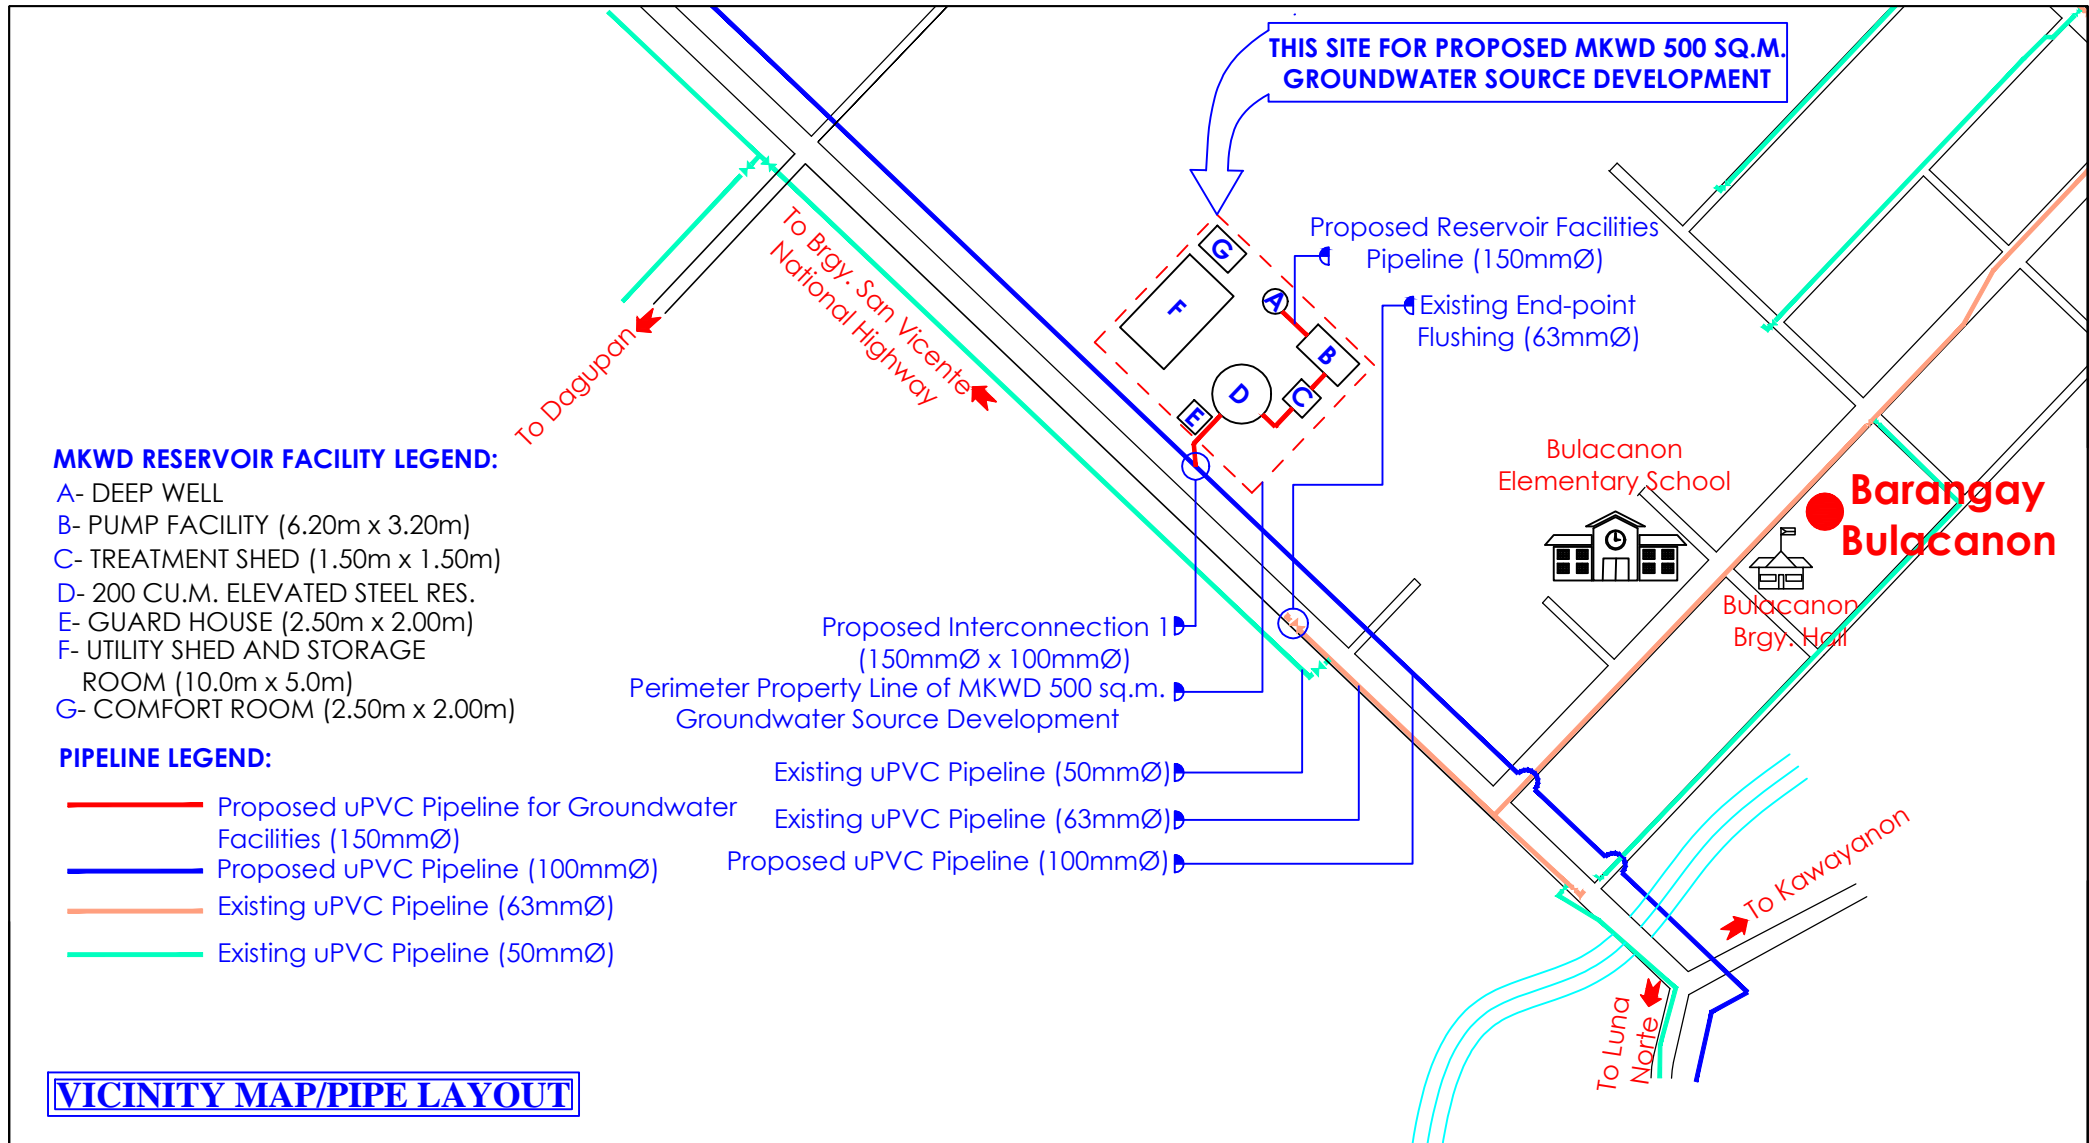 THIS SITE FOR PROPOSED MKWD 500 SQ.M.
GROUNDWATER SOURCE DEVELOPMENT
To Brgy. San Vicente
National Highway
To Dagupan
G
F
A
B
C
D
E
Proposed Reservoir Facilities
Pipeline (150mmØ)
Existing End-point
Flushing (63mmØ)
Bulacanon
Elementary School
Barangay
Bulacanon
Bulacanon
Brgy. Hall
MKWD RESERVOIR FACILITY LEGEND:
A- DEEP WELL
B- PUMP FACILITY (6.20m x 3.20m)
C- TREATMENT SHED (1.50m x 1.50m)
D- 200 CU.M. ELEVATED STEEL RES.
E- GUARD HOUSE (2.50m x 2.00m)
F- UTILITY SHED AND STORAGE
ROOM (10.0m x 5.0m)
G- COMFORT ROOM (2.50m x 2.00m)
Proposed Interconnection 1
(150mmØ x 100mmØ)
Perimeter Property Line of MKWD 500 sq.m.
Groundwater Source Development
Existing uPVC Pipeline (50mmØ)
Existing uPVC Pipeline (63mmØ)
Proposed uPVC Pipeline (100mmØ)
PIPELINE LEGEND:
Proposed uPVC Pipeline for Groundwater
Facilities (150mmØ)
Proposed uPVC Pipeline (100mmØ)
Existing uPVC Pipeline (63mmØ)
Existing uPVC Pipeline (50mmØ)
To Kawayanon
To Luna
Norte
VICINITY MAP/PIPE LAYOUT